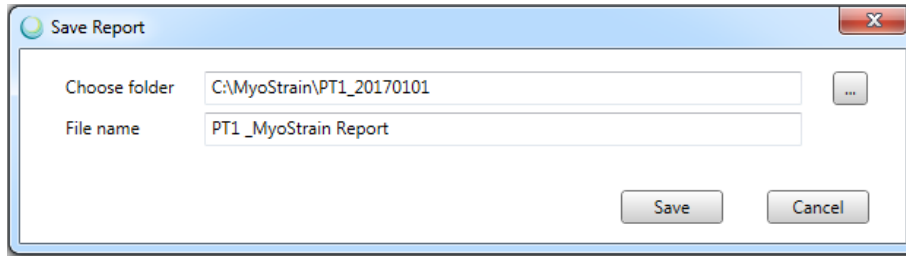 Save Report
Choose folder C:\MyoStrain\PT1_20170101 ...
File name PT1 _MyoStrain Report
Save Cancel